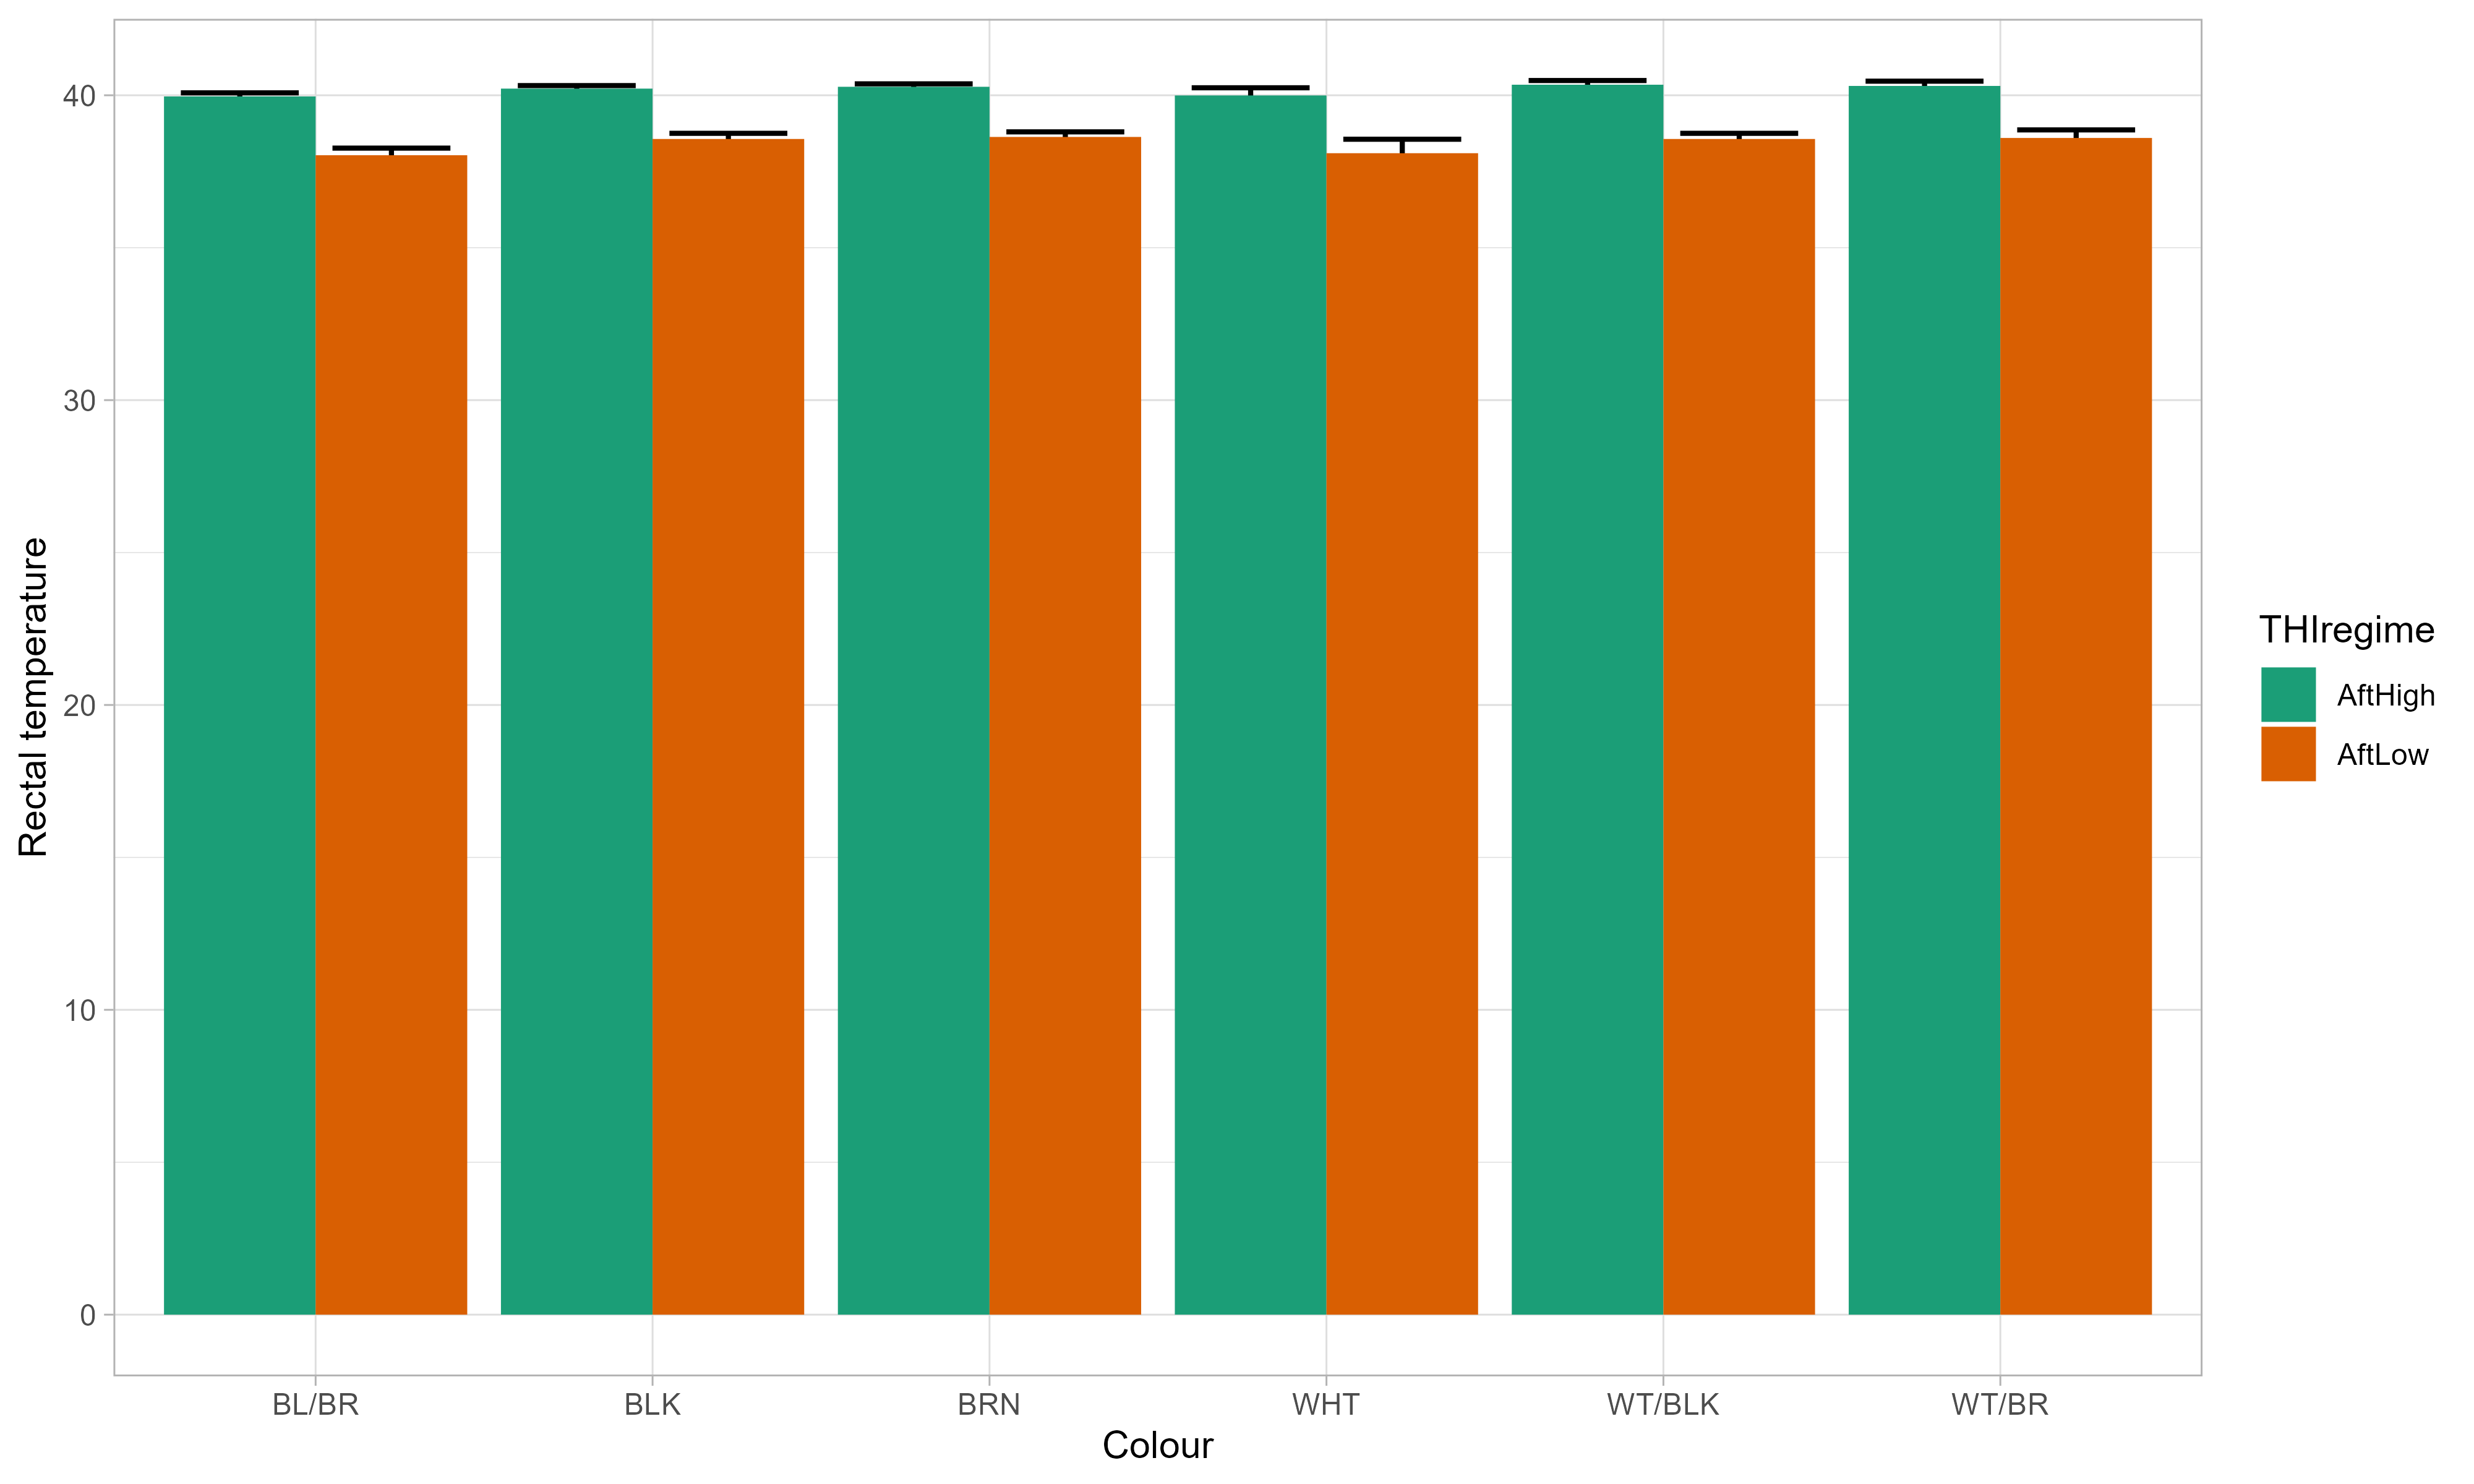 40
30
20
10
0
Rectal temperature
BL/BR
BLK
BRN
WHT
WT/BLK
WT/BR
Colour
THIregime
AftHigh
AftLow